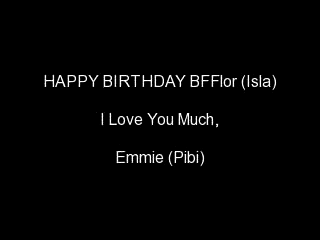 HAPPY BIRTHDAY BFFlor (Isla)
I Love You Much,
Emmie (Pibi)